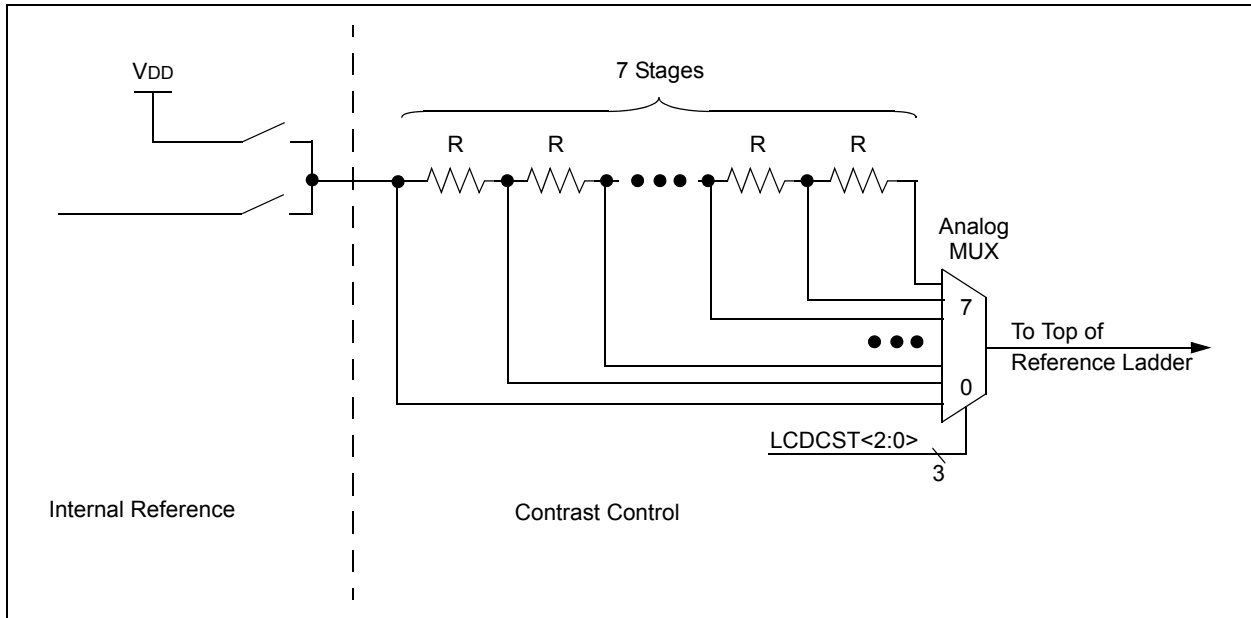 VDD
7 Stages
R R R R
Analog
MUX
7
To Top of
Reference Ladder
0
LCDCST<2:0>
3
Internal Reference
Contrast Control